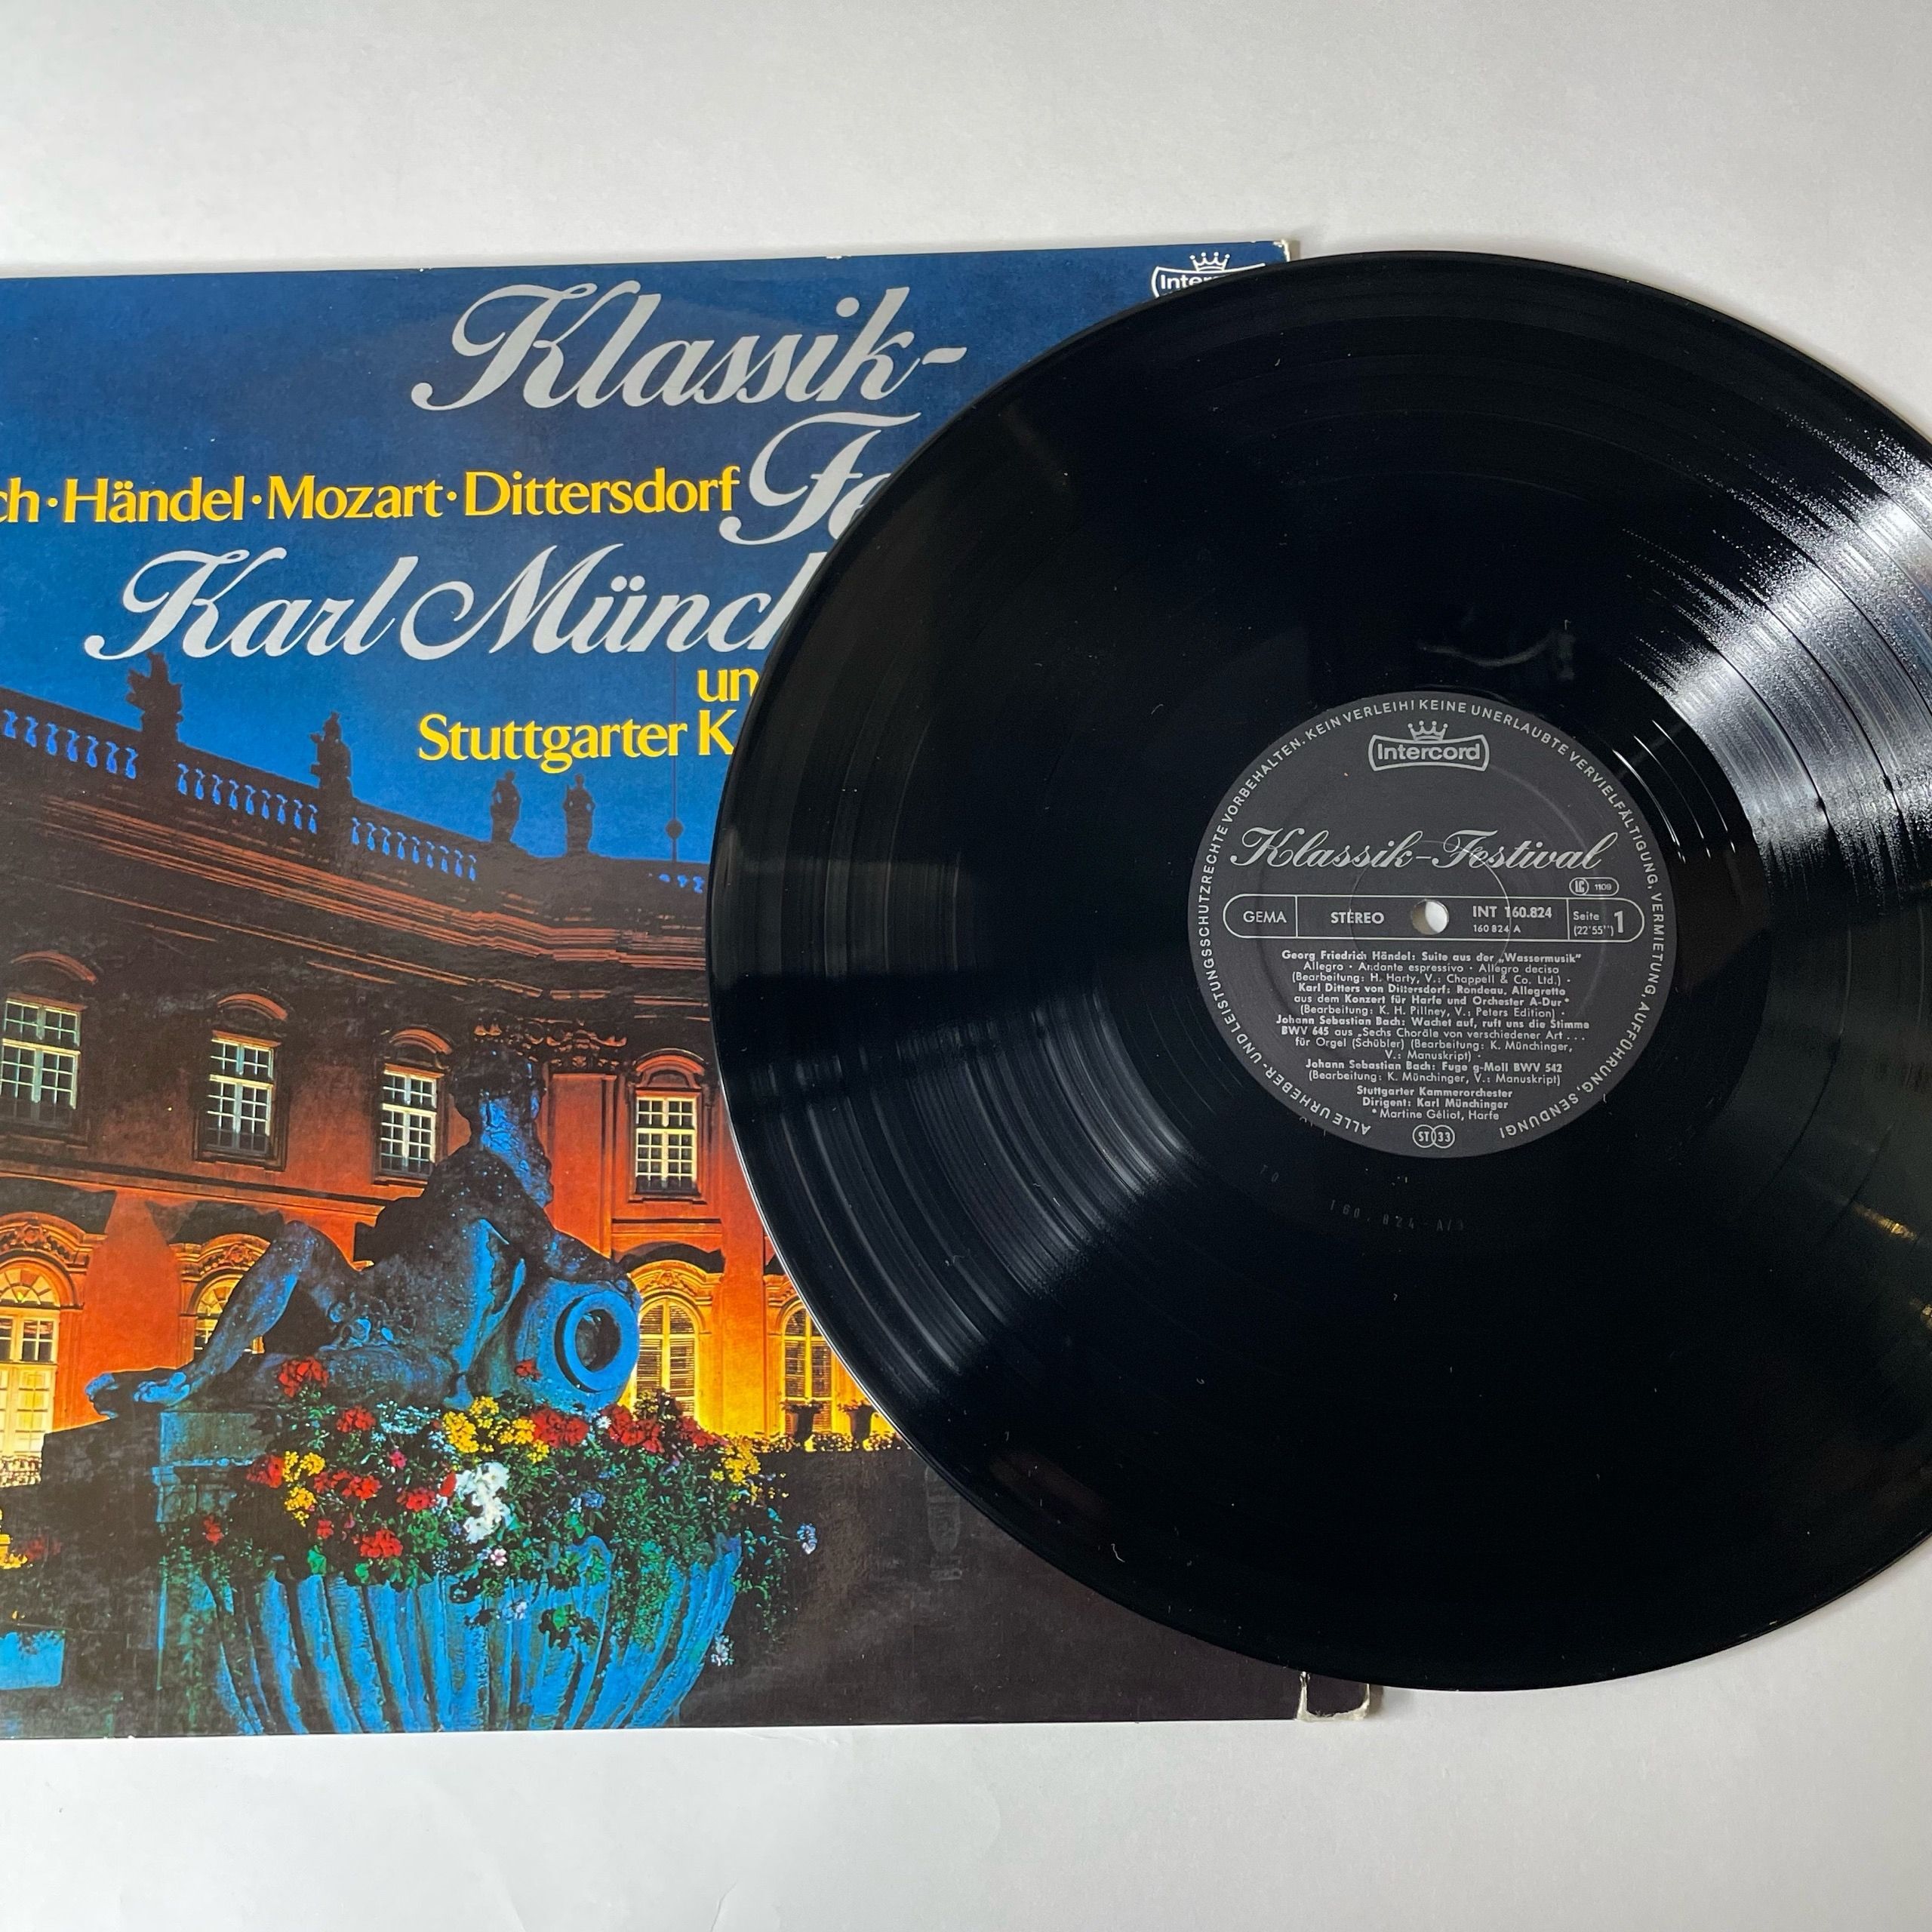 Klassik-
Händel·Mozart·Dittersdorf
Karl
Stuttgarter
ALLE URHEBER- UND LEISTUNGSSCHUTZRECHTE VORBEHALTEN. KEIN VERLEIH! KEINE UNERLAUBTE VERVIELFÄLTIGUNG, VERMIETUNG, AUFFÜHRUNG, SENDUNG!
Intercord
Klassik-Festival
LC 1109
GEMA STEREO INT 160.824 Seite 1
160 824 A (22'55'')
Georg Friedrich Händel: Suite aus der „Wassermusik"
Allegro · Andante espressivo · Allegro deciso
(Bearbeitung: H. Harty, V.: Chappell & Co. Ltd.) ·
Karl Ditters von Dittersdorf: Rondeau, Allegretto
aus dem Konzert für Harfe und Orchester A-Dur*
(Bearbeitung: K. H. Pillney, V.: Peters Edition) ·
Johann Sebastian Bach: Wachet auf, ruft uns die Stimme
BWV 645 aus „Sechs Choräle von verschiedener Art . . .
für Orgel (Schübler) (Bearbeitung: K. Münchinger,
V.: Manuskript) ·
Johann Sebastian Bach: Fuge g-Moll BWV 542
(Bearbeitung: K. Münchinger, V.: Manuskript)
Stuttgarter Kammerorchester
Dirigent: Karl Münchinger
*Martine Géliot, Harfe
ST 33